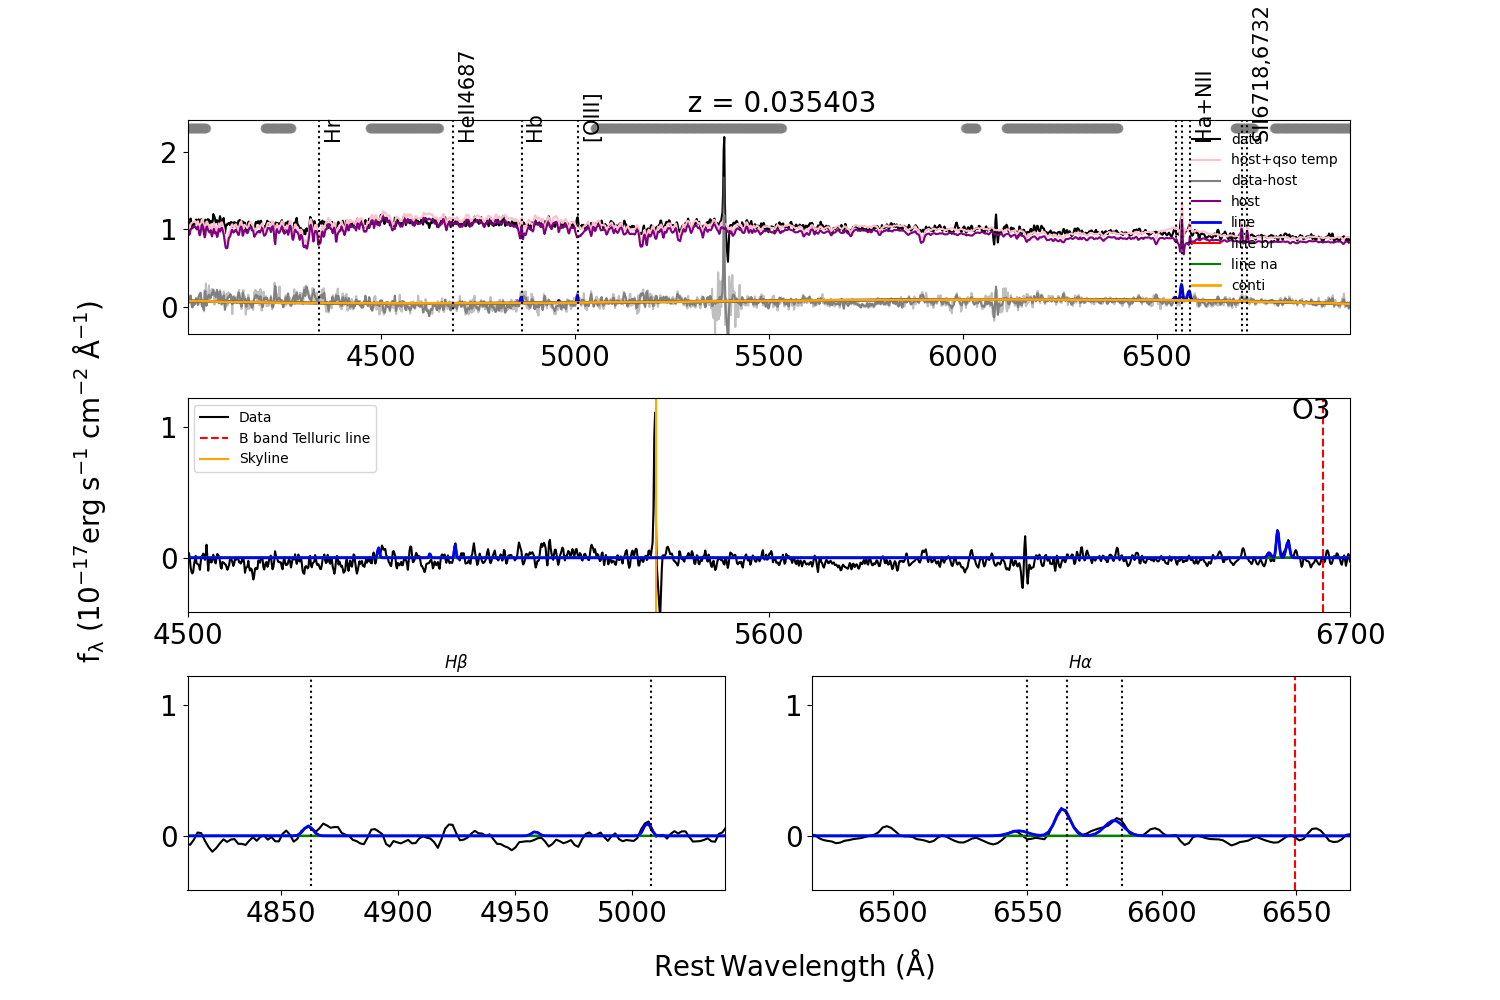 Hr
HeII4687
Hb
[OIII]
Ha+NII
SII6718,6732
z = 0.035403
data
host+qso temp
data-host
host
line
line br
line na
conti
2
1
0
4500
5000
5500
6000
6500
fλ (10⁻¹⁷erg s⁻¹ cm⁻² Å⁻¹)
O3
Data
B band Telluric line
Skyline
1
0
4500
5600
6700
Hβ
1
0
4850
4900
4950
5000
Hα
1
0
6500
6550
6600
6650
Rest Wavelength (Å)